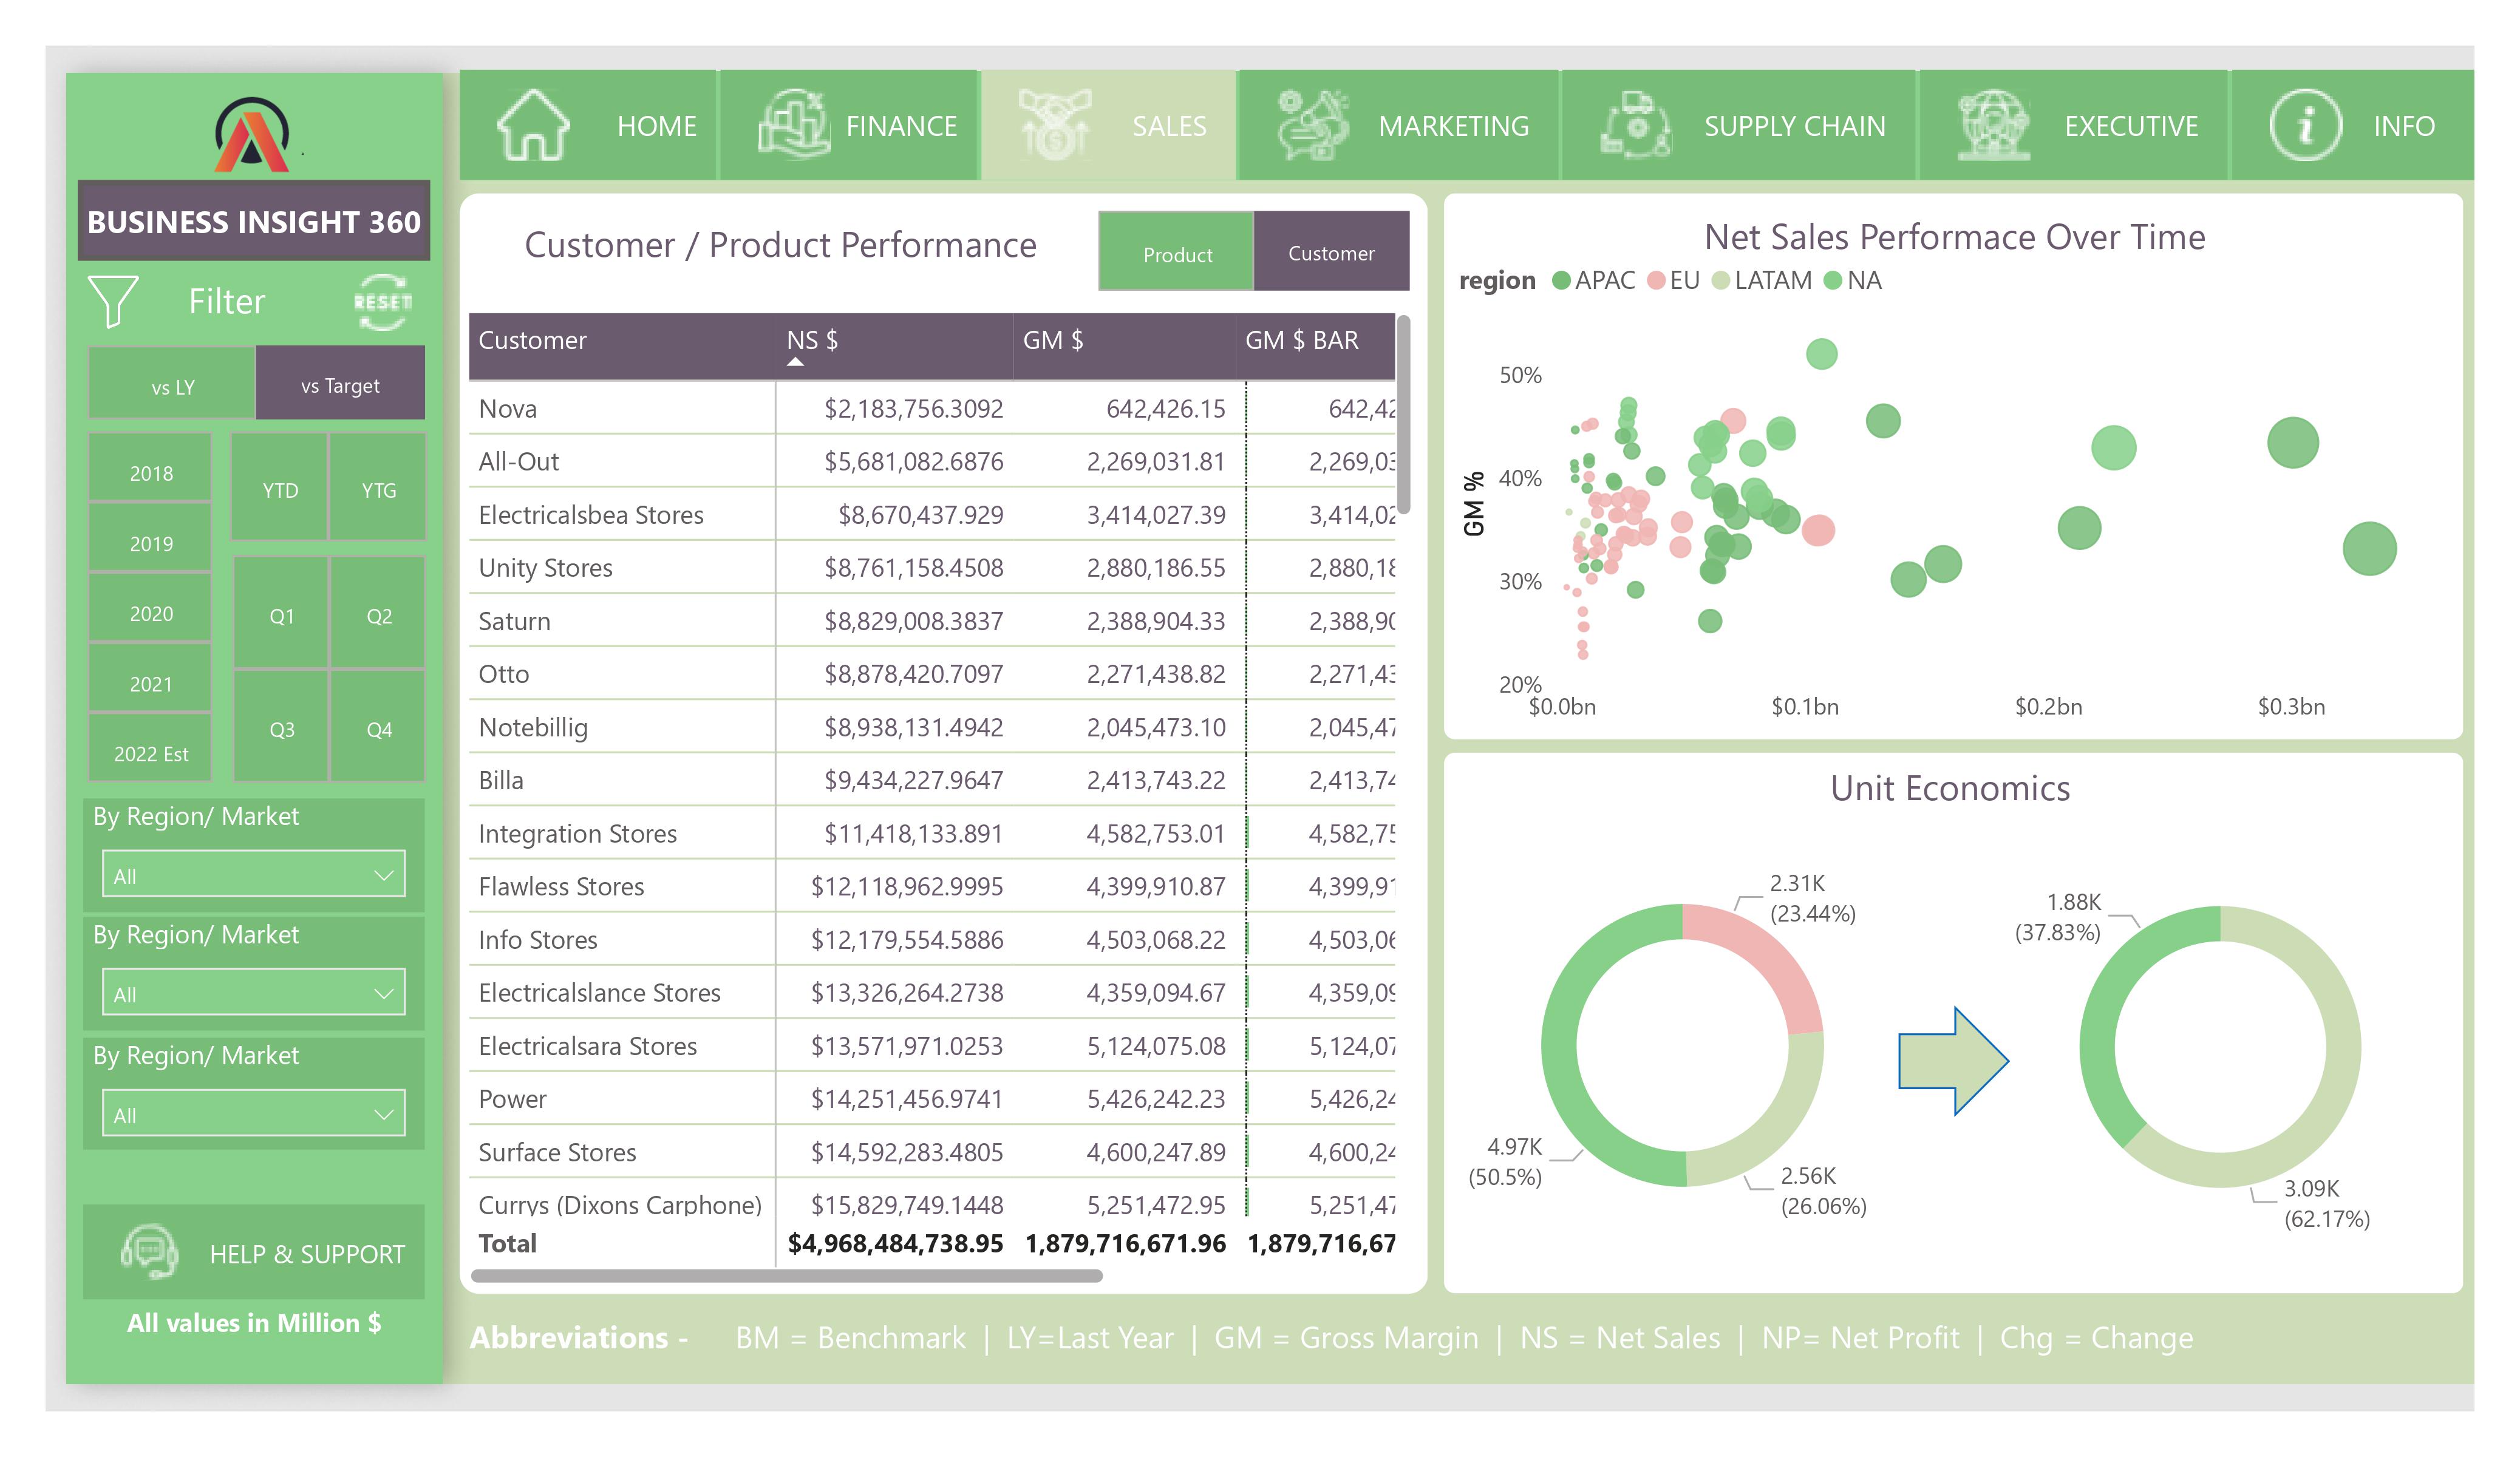 HOME
FINANCE
SALES
MARKETING
SUPPLY CHAIN
EXECUTIVE
INFO
BUSINESS INSIGHT 360
Filter
RESET
vs LY
vs Target
2018
2019
2020
2021
2022 Est
YTD
YTG
Q1
Q2
Q3
Q4
By Region/ Market
All
By Region/ Market
All
By Region/ Market
All
HELP & SUPPORT
All values in Million $
Customer / Product Performance
Product
Customer
Customer NS $ GM $ GM $ BAR
Nova $2,183,756.3092 642,426.15 642,42
All-Out $5,681,082.6876 2,269,031.81 2,269,03
Electricalsbea Stores $8,670,437.929 3,414,027.39 3,414,02
Unity Stores $8,761,158.4508 2,880,186.55 2,880,18
Saturn $8,829,008.3837 2,388,904.33 2,388,90
Otto $8,878,420.7097 2,271,438.82 2,271,43
Notebillig $8,938,131.4942 2,045,473.10 2,045,47
Billa $9,434,227.9647 2,413,743.22 2,413,74
Integration Stores $11,418,133.891 4,582,753.01 4,582,75
Flawless Stores $12,118,962.9995 4,399,910.87 4,399,91
Info Stores $12,179,554.5886 4,503,068.22 4,503,06
Electricalslance Stores $13,326,264.2738 4,359,094.67 4,359,09
Electricalsara Stores $13,571,971.0253 5,124,075.08 5,124,07
Power $14,251,456.9741 5,426,242.23 5,426,24
Surface Stores $14,592,283.4805 4,600,247.89 4,600,24
Currys (Dixons Carphone) $15,829,749.1448 5,251,472.95 5,251,47
Total $4,968,484,738.95 1,879,716,671.96 1,879,716,67
Net Sales Performace Over Time
region APAC EU LATAM NA
GM %
50%
40%
30%
20%
$0.0bn $0.1bn $0.2bn $0.3bn
Unit Economics
2.31K
(23.44%)
4.97K
(50.5%)
2.56K
(26.06%)
1.88K
(37.83%)
3.09K
(62.17%)
Abbreviations - BM = Benchmark | LY=Last Year | GM = Gross Margin | NS = Net Sales | NP= Net Profit | Chg = Change